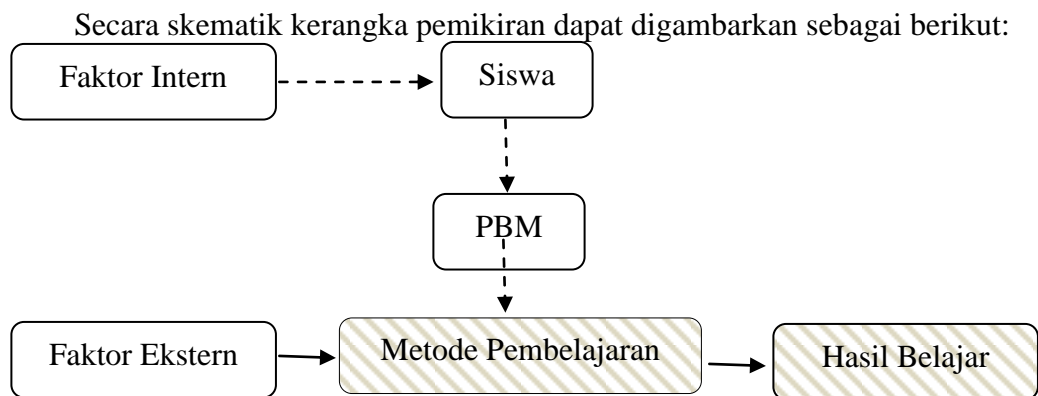 Secara skematik kerangka pemikiran dapat digambarkan sebagai berikut:
Faktor Intern
Siswa
PBM
Faktor Ekstern
Metode Pembelajaran
Hasil Belajar